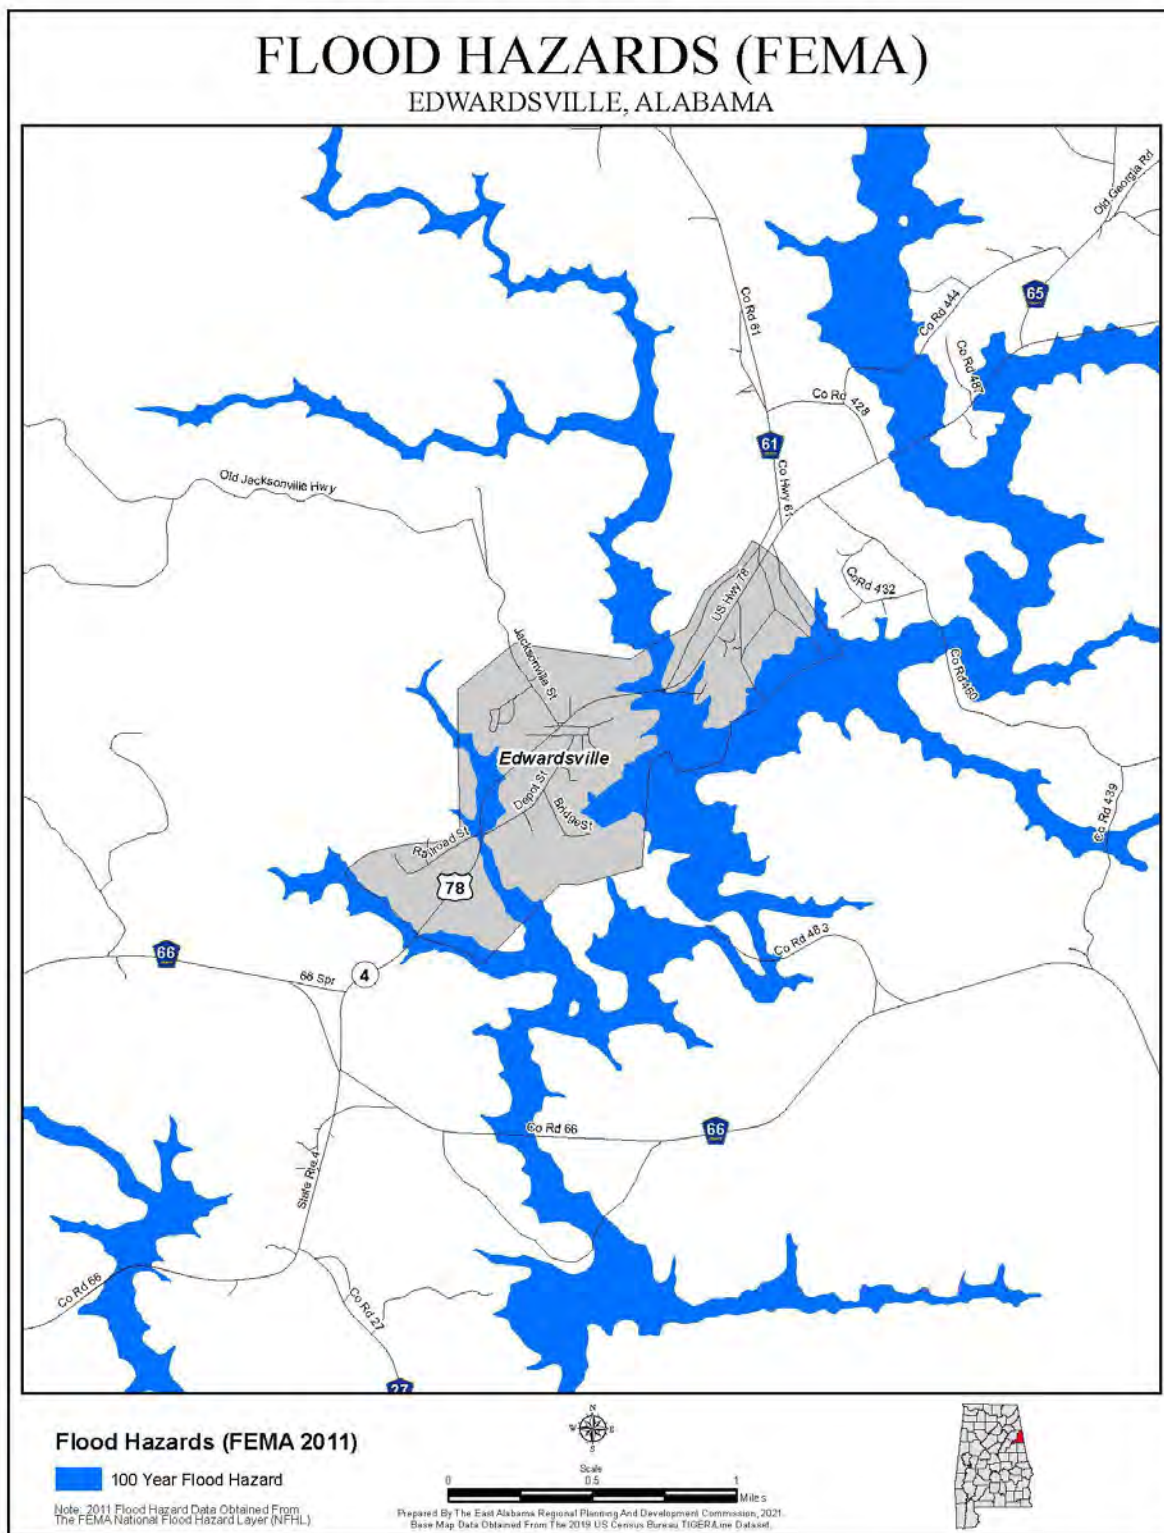 FLOOD HAZARDS (FEMA)
EDWARDSVILLE, ALABAMA
Old Georgia Rd
65
Co Rd 61
Co Rd 444
Co Rd 487
Co Rd 428
61
Co Hwy 61
Old Jacksonville Hwy
US Hwy 78
Co Rd 432
Jacksonville St
Co Rd 460
Edwardsville
Depot St
Bridge St
Co Rd 439
Railroad St
78
Co Rd 483
66
66 Spr
4
Co Rd 66
66
State Rte 4
Co Rd 66
Co Rd 27
27
Flood Hazards (FEMA 2011)
100 Year Flood Hazard
Note: 2011 Flood Hazard Data Obtained From
The FEMA National Flood Hazard Layer (NFHL)
N
W E
S
Scale
0 0.5 1
Miles
Prepared By The East Alabama Regional Planning And Development Commission, 2021.
Base Map Data Obtained From The 2019 US Census Bureau TIGER/Line Dataset.